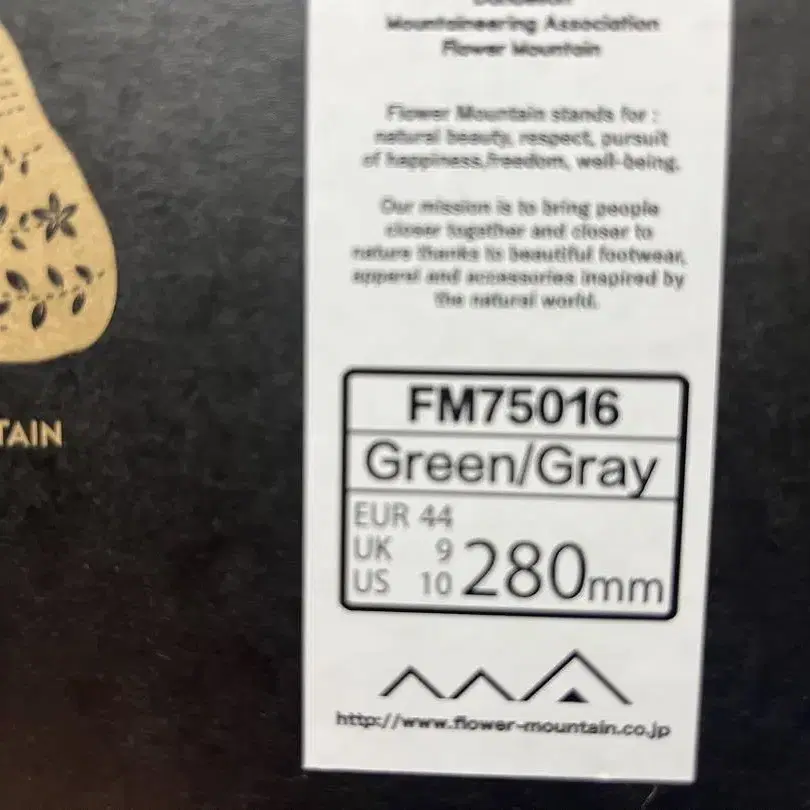 Mountaineering Association
Flower Mountain
Flower Mountain stands for :
natural beauty, respect, pursuit
of happiness,freedom, well-being.
Our mission is to bring people
closer together and closer to
nature thanks to beautiful footwear,
apparel and accessories inspired by
the natural world.
TAIN
FM75016
Green/Gray
EUR 44
UK 9
US 10
280mm
http://www.flower-mountain.co.jp